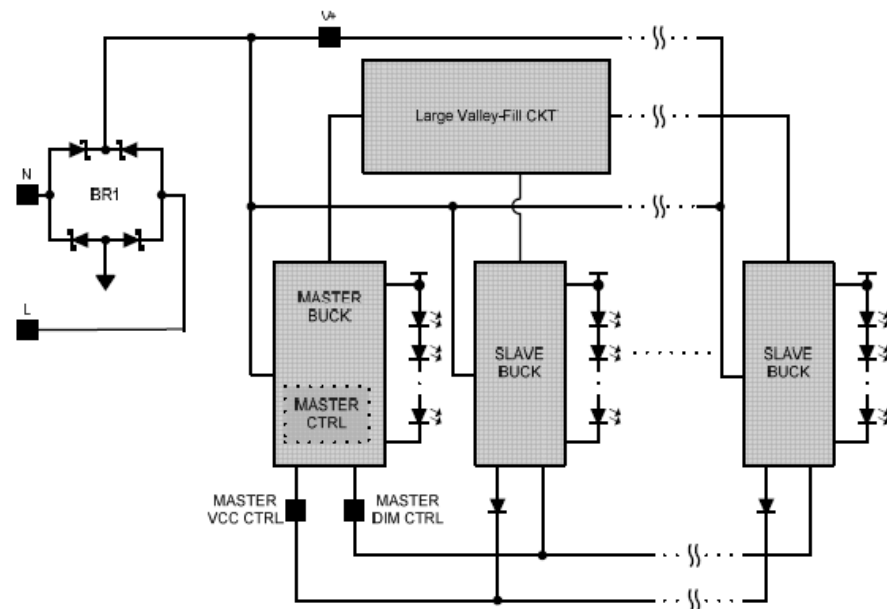 V+
Large Valley-Fill CKT
N
BR1
L
MASTER
BUCK
MASTER
CTRL
SLAVE
BUCK
SLAVE
BUCK
MASTER
VCC CTRL
MASTER
DIM CTRL